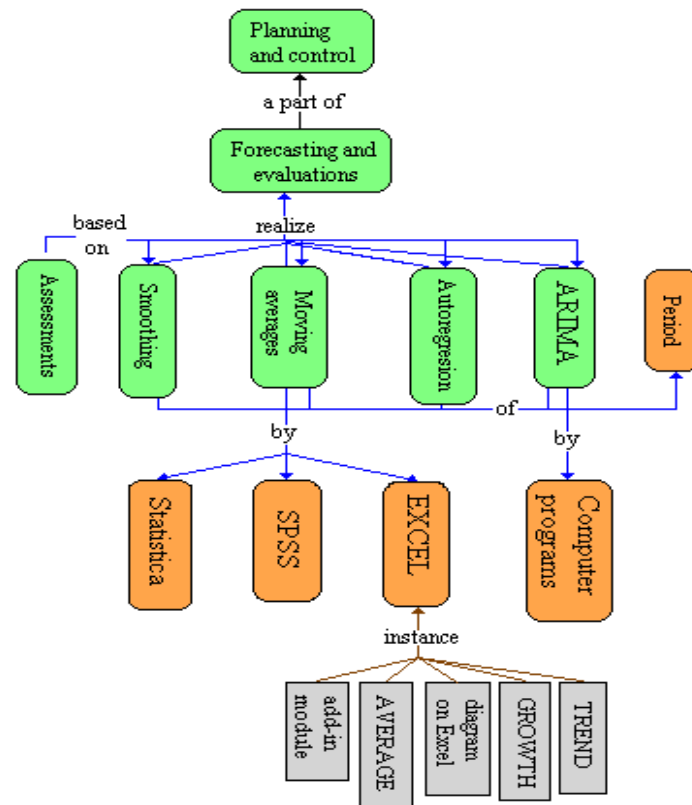 Planning
and control
a part of
Forecasting and
evaluations
based
on
realize
Assessments
Smoothing
Moving
averages
Autoregresion
ARIMA
Period
of
by
by
Statistica
SPSS
EXCEL
Computer
programs
instance
add-in
module
AVERAGE
diagram
on Excel
GROWTH
TREND